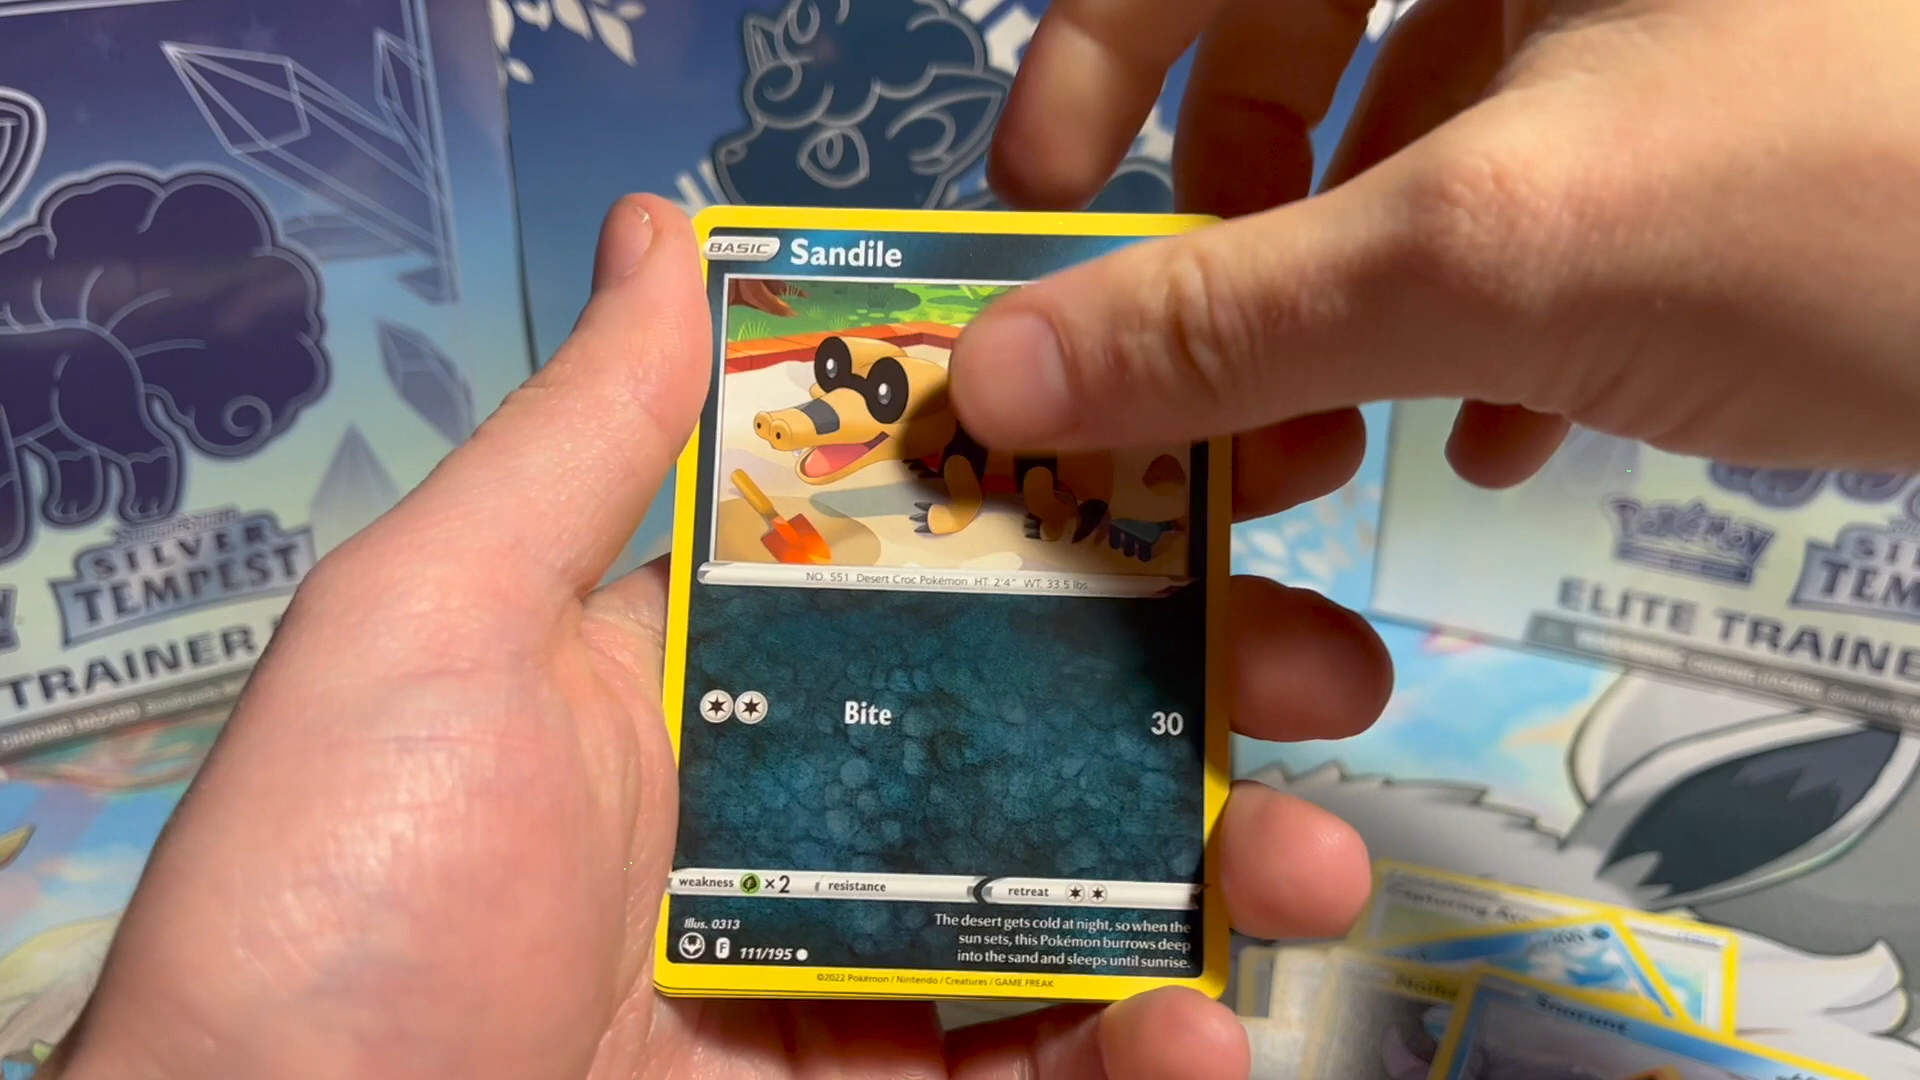 BASIC Sandile
NO. 551 Desert Croc Pokémon HT. 2'4" WT. 33.5 lbs.
Bite 30
weakness ×2 resistance retreat
Illus. 0313
F 111/195
The desert gets cold at night, so when the
sun sets, this Pokémon burrows deep
into the sand and sleeps until sunrise.
©2022 Pokémon / Nintendo / Creatures / GAME FREAK
SILVER
TEMPEST
TRAINER
Pokémon
ELITE TRAINE
Capturing
Snorunt